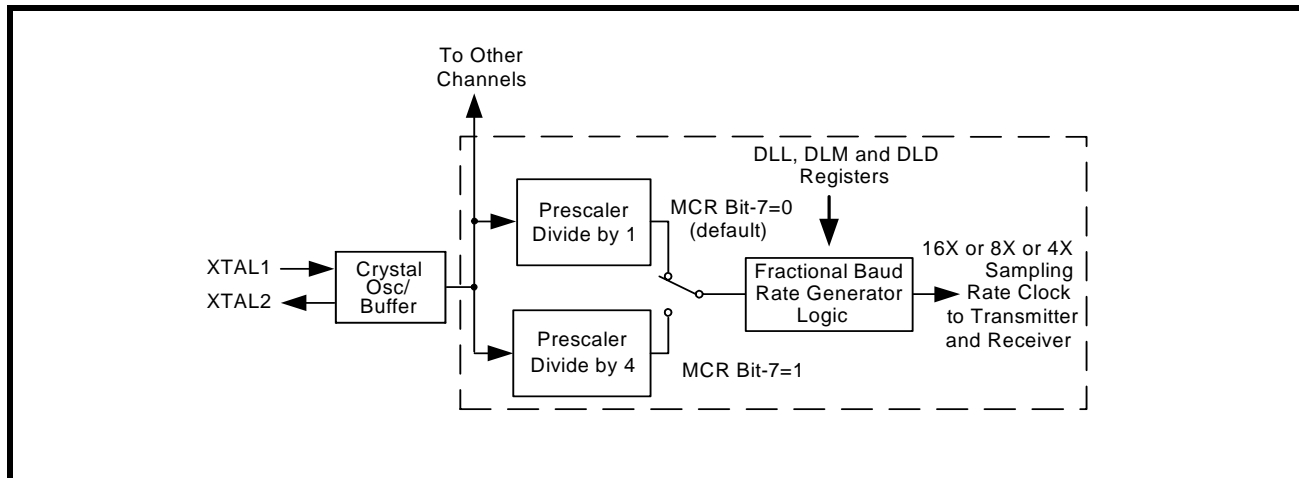 To Other
Channels
DLL, DLM and DLD
Registers
Prescaler
Divide by 1
MCR Bit-7=0
(default)
XTAL1
XTAL2
Crystal
Osc/
Buffer
Fractional Baud
Rate Generator
Logic
16X or 8X or 4X
Sampling
Rate Clock
to Transmitter
and Receiver
Prescaler
Divide by 4
MCR Bit-7=1